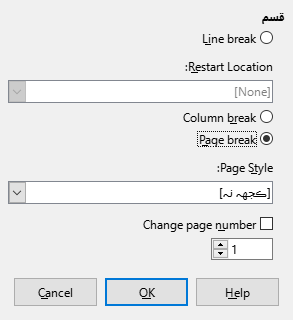 قسم
Line break
Restart Location:
[None]
Column break
Page break
Page Style:
[ڪجهہ نہ]
Change page number
1
Cancel
OK
Help